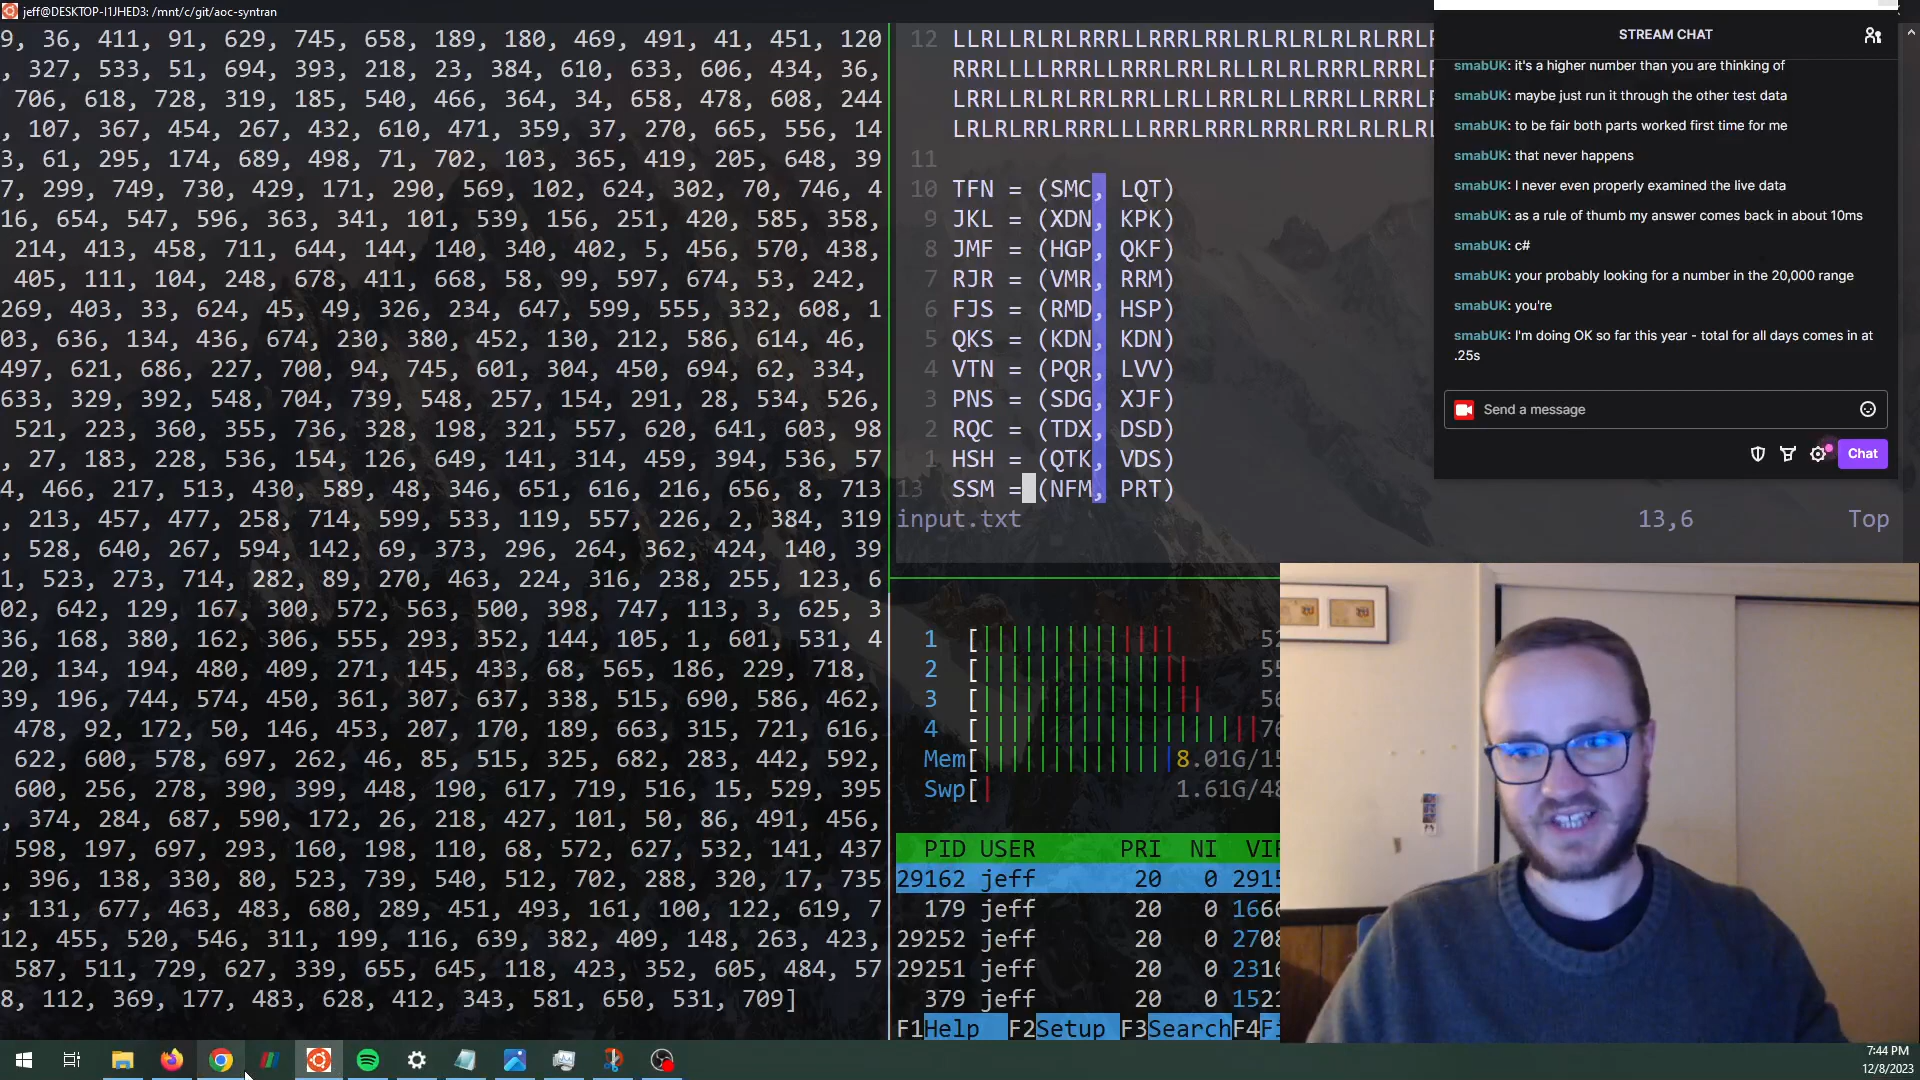 jeff@DESKTOP-I1JHED3: /mnt/c/git/aoc-syntran
9, 36, 411, 91, 629, 745, 658, 189, 180, 469, 491, 41, 451, 120
, 327, 533, 51, 694, 393, 218, 23, 384, 610, 633, 606, 434, 36,
706, 618, 728, 319, 185, 540, 466, 364, 34, 658, 478, 608, 244
, 107, 367, 454, 267, 432, 610, 471, 359, 37, 270, 665, 556, 14
3, 61, 295, 174, 689, 498, 71, 702, 103, 365, 419, 205, 648, 39
7, 299, 749, 730, 429, 171, 290, 569, 102, 624, 302, 70, 746, 4
16, 654, 547, 596, 363, 341, 101, 539, 156, 251, 420, 585, 358,
214, 413, 458, 711, 644, 144, 140, 340, 402, 5, 456, 570, 438,
405, 111, 104, 248, 678, 411, 668, 58, 99, 597, 674, 53, 242,
269, 403, 33, 624, 45, 49, 326, 234, 647, 599, 555, 332, 608, 1
03, 636, 134, 436, 674, 230, 380, 452, 130, 212, 586, 614, 46,
497, 621, 686, 227, 700, 94, 745, 601, 304, 450, 694, 62, 334,
633, 329, 392, 548, 704, 739, 548, 257, 154, 291, 28, 534, 526,
521, 223, 360, 355, 736, 328, 198, 321, 557, 620, 641, 603, 98
, 27, 183, 228, 536, 154, 126, 649, 141, 314, 459, 394, 536, 57
4, 466, 217, 513, 430, 589, 48, 346, 651, 616, 216, 656, 8, 713
, 213, 457, 477, 258, 714, 599, 533, 119, 557, 226, 2, 384, 319
, 528, 640, 267, 594, 142, 69, 373, 296, 264, 362, 424, 140, 39
1, 523, 273, 714, 282, 89, 270, 463, 224, 316, 238, 255, 123, 6
02, 642, 129, 167, 300, 572, 563, 500, 398, 747, 113, 3, 625, 3
36, 168, 380, 162, 306, 555, 293, 352, 144, 105, 1, 601, 531, 4
20, 134, 194, 480, 409, 271, 145, 433, 68, 565, 186, 229, 718,
39, 196, 744, 574, 450, 361, 307, 637, 338, 515, 690, 586, 462,
478, 92, 172, 50, 146, 453, 207, 170, 189, 663, 315, 721, 616,
622, 600, 578, 697, 262, 46, 85, 515, 325, 682, 283, 442, 592,
600, 256, 278, 390, 399, 448, 190, 617, 719, 516, 15, 529, 395
, 374, 284, 687, 590, 172, 26, 218, 427, 101, 50, 86, 491, 456,
598, 197, 697, 293, 160, 198, 110, 68, 572, 627, 532, 141, 437
, 396, 138, 330, 80, 523, 739, 540, 512, 702, 288, 320, 17, 735
, 131, 677, 463, 483, 680, 289, 451, 493, 161, 100, 122, 619, 7
12, 455, 520, 546, 311, 199, 116, 639, 382, 409, 148, 263, 423,
587, 511, 729, 627, 339, 655, 645, 118, 423, 352, 605, 484, 57
8, 112, 369, 177, 483, 628, 412, 343, 581, 650, 531, 709]
12 LLRLLRLRLRRRLLRRRLRRLRLRLRLRLRLRRL
RRRLLLLRRRLRRRLRRRLRRLRRRLRLRRLRRR
LRRLLRRRLRRLRRRLRRRLRRLRRRLLRLLRRR
LRLRLRRLRRRLLLRRRLRRRLRRLRRLRLRLRL
11
10 TFN = (SMC, LQT)
9 JKL = (XDN, KPK)
8 JMF = (HGP, QKF)
7 RJR = (VMR, RRM)
6 FJS = (RMD, HSP)
5 QKS = (KDN, KDN)
4 VTN = (PQR, LVV)
3 PNS = (SDG, XJF)
2 RQC = (TDX, DSD)
1 HSH = (QTK, VDS)
13 SSM = (NFM, PRT)
input.txt 13,6 Top
1 [
2 [
3 [
4 [
Mem[ 8.01G/15
Swp[ 1.61G/48
PID USER PRI NI VI
29162 jeff 20 0 2915
179 jeff 20 0 166
29252 jeff 20 0 2708
29251 jeff 20 0 231
379 jeff 20 0 152
F1Help F2Setup F3SearchF4Fi
STREAM CHAT
smabUK: it's a higher number than you are thinking of
smabUK: maybe just run it through the other test data
smabUK: to be fair both parts worked first time for me
smabUK: that never happens
smabUK: I never even properly examined the live data
smabUK: as a rule of thumb my answer comes back in about 10ms
smabUK: c#
smabUK: your probably looking for a number in the 20,000 range
smabUK: you're
smabUK: I'm doing OK so far this year - total for all days comes in at
.25s
Send a message
Chat
7:44 PM
12/8/2023